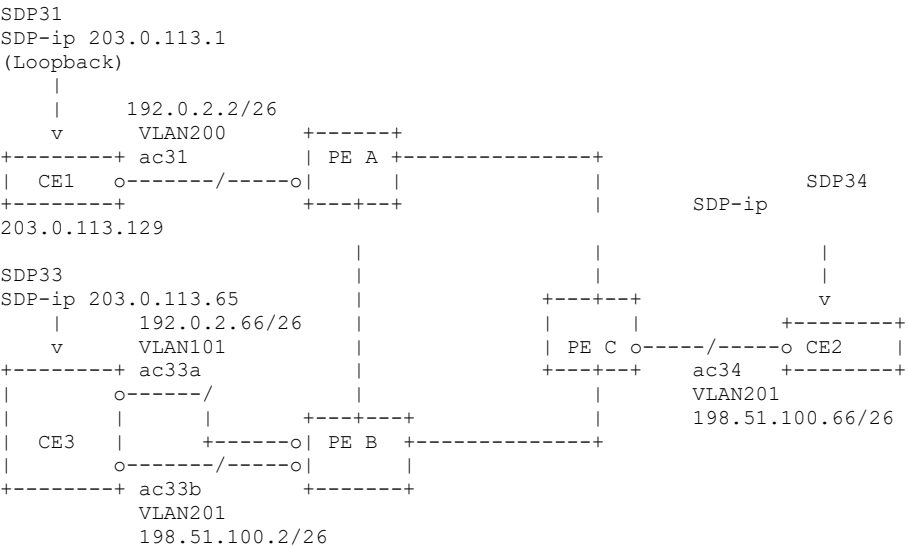 SDP31
SDP-ip 203.0.113.1
(Loopback)
192.0.2.2/26
v VLAN200
ac31 PE A
CE1 SDP34
SDP-ip
203.0.113.129
SDP33
SDP-ip 203.0.113.65 v
192.0.2.66/26
v VLAN101 PE C CE2
ac33a ac34
VLAN201
198.51.100.66/26
CE3 PE B
ac33b
VLAN201
198.51.100.2/26